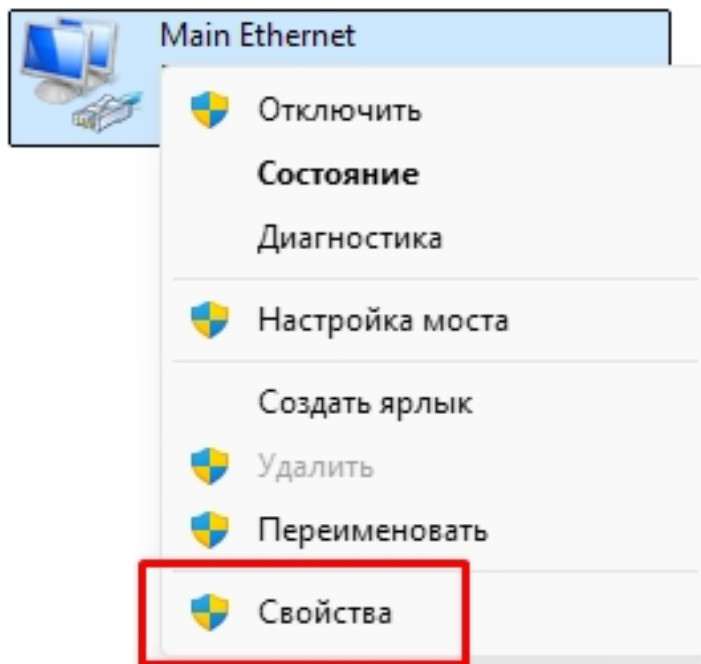 Main Ethernet
Отключить
Состояние
Диагностика
Настройка моста
Создать ярлык
Удалить
Переименовать
Свойства